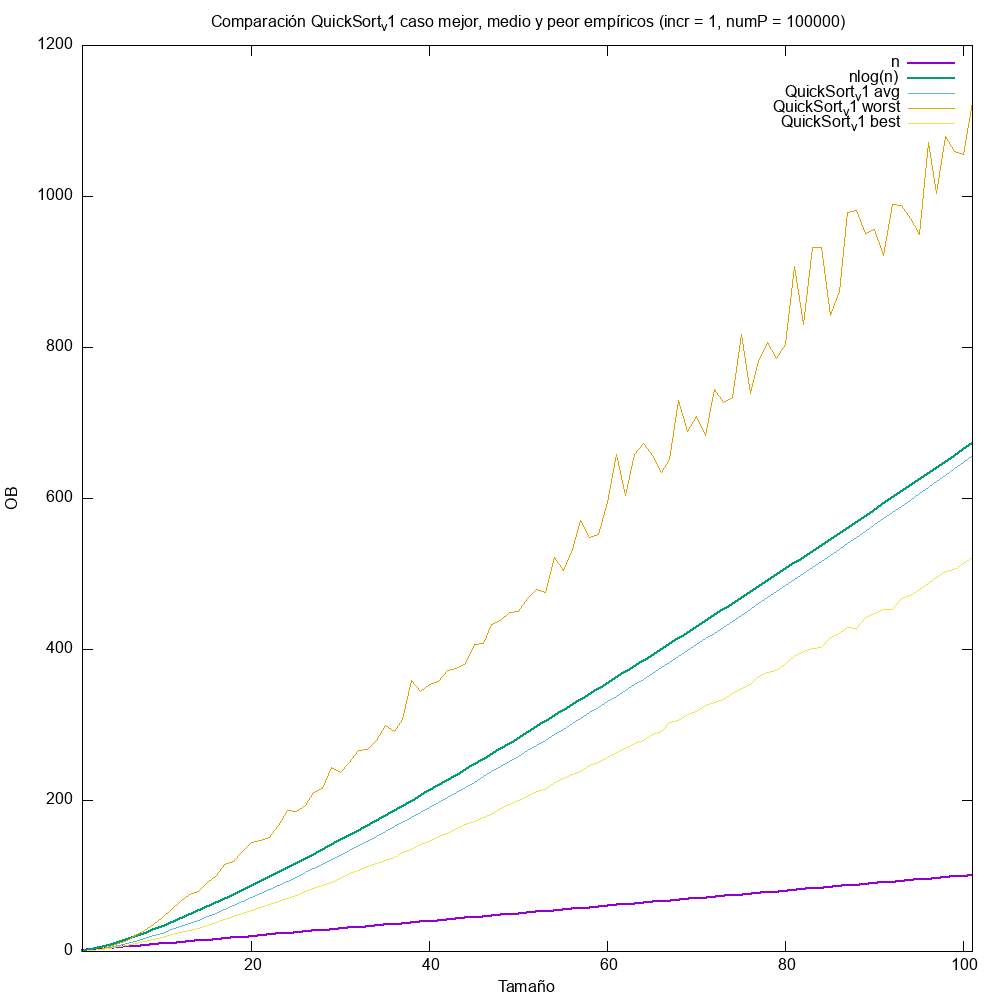 Comparación QuickSortᵥ1 caso mejor, medio y peor empíricos (incr = 1, numP = 100000)
1200
1000
800
600
400
200
0
OB
n
nlog(n)
QuickSortᵥ1 avg
QuickSortᵥ1 worst
QuickSortᵥ1 best
20
40
60
80
100
Tamaño